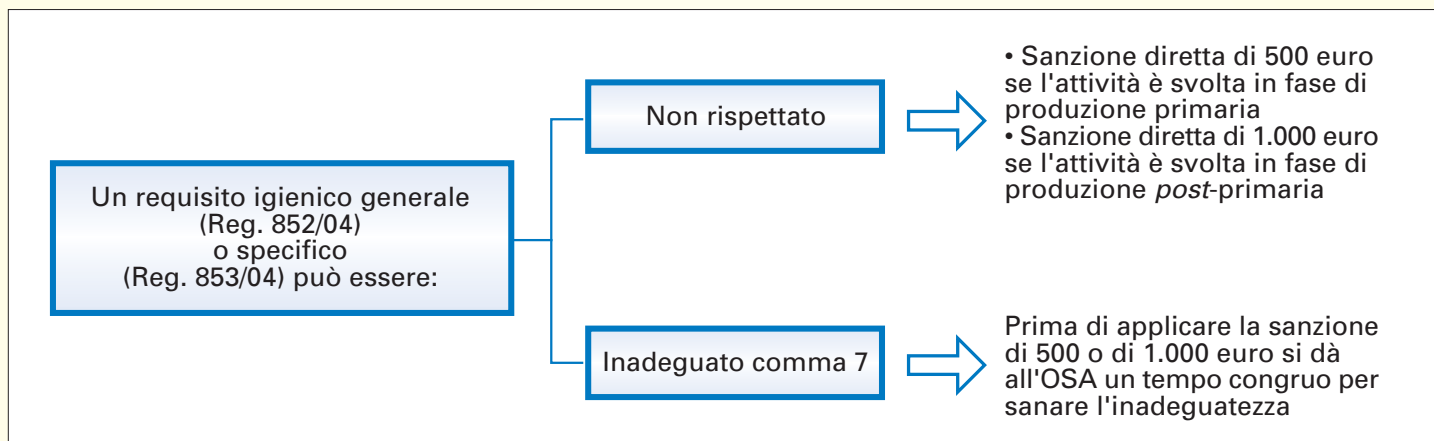 Un requisito igienico generale
(Reg. 852/04)
o specifico
(Reg. 853/04) può essere:
Non rispettato
• Sanzione diretta di 500 euro
se l'attività è svolta in fase di
produzione primaria
• Sanzione diretta di 1.000 euro
se l'attività è svolta in fase di
produzione post-primaria
Inadeguato comma 7
Prima di applicare la sanzione
di 500 o di 1.000 euro si dà
all'OSA un tempo congruo per
sanare l'inadeguatezza